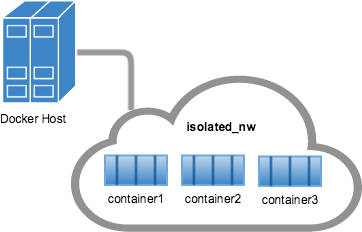 Docker Host
isolated_nw
container1
container2
container3